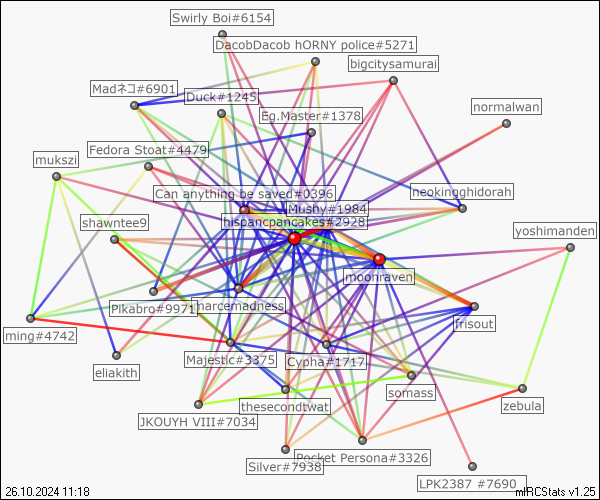 Swirly Boi#6154
DacobDacob hORNY police#5271
bigcitysamurai
Madネコ#6901
Duck#1245
normalwan
Eg.Master#1378
Fedora Stoat#4479
mukszi
Can anything be saved#0396
heokingghidorah
Mushy#1984
hispancpancakes#2928
shawntee9
yoshimanden
moonraven
Pikabro#9971
harcemadness
frisout
ming#4742
Majestic#3375
Cypha#1717
eliakith
somass
thesecondtwat
zebula
JKOUYH VIII#7034
Pocket Persona#3326
Silver#7938
LPK2387 #7690
26.10.2024 11:18
mIRCStats v1.25